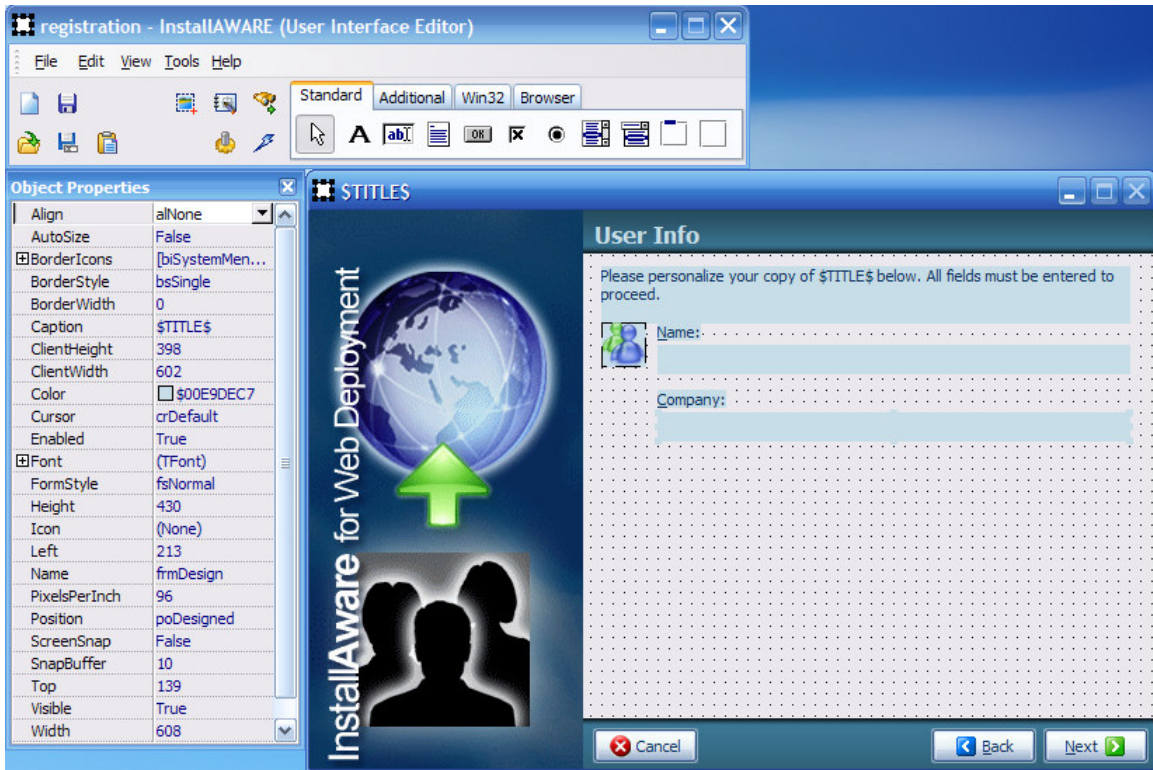 registration - InstallAWARE (User Interface Editor)
File Edit View Tools Help
Standard Additional Win32 Browser
A ab OK
Object Properties
Align alNone
AutoSize False
BorderIcons [biSystemMen...
BorderStyle bsSingle
BorderWidth 0
Caption $TITLE$
ClientHeight 398
ClientWidth 602
Color $00E9DEC7
Cursor crDefault
Enabled True
Font (TFont)
FormStyle fsNormal
Height 430
Icon (None)
Left 213
Name frmDesign
PixelsPerInch 96
Position poDesigned
ScreenSnap False
SnapBuffer 10
Top 139
Visible True
Width 608
$TITLE$
InstallAware for Web Deployment
User Info
Please personalize your copy of $TITLE$ below. All fields must be entered to
proceed.
Name:
Company:
Cancel Back Next